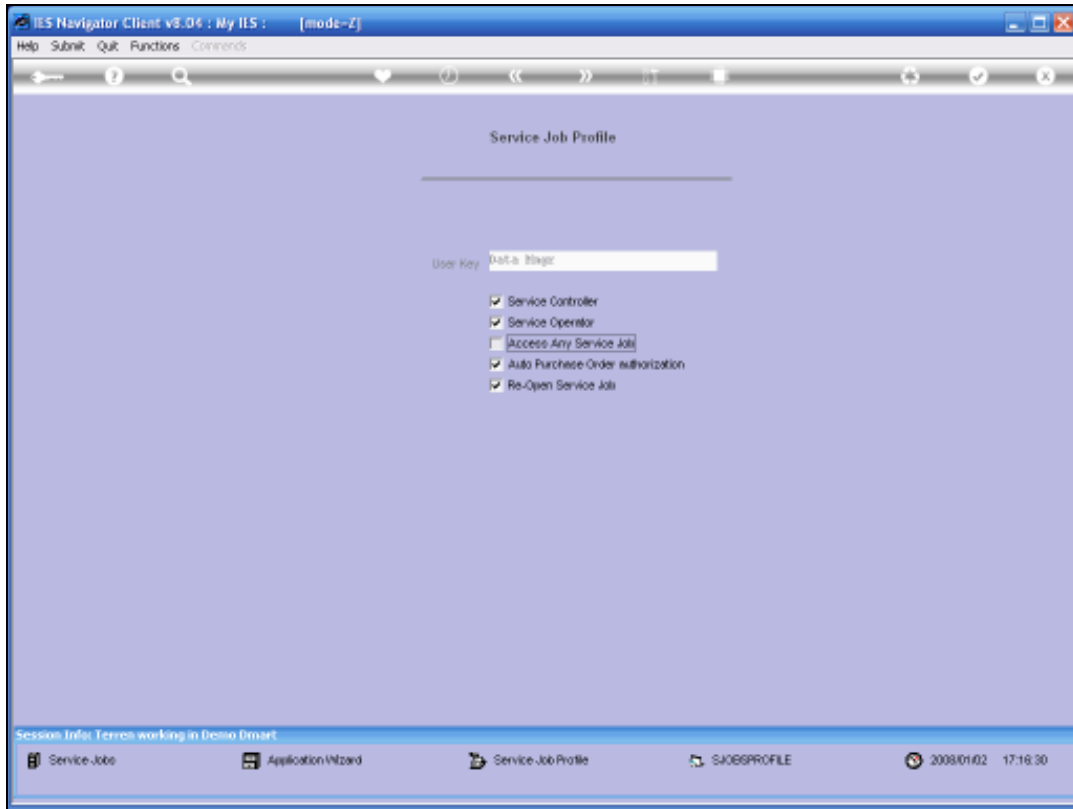 IES Navigator Client v8.04 : My IES : [mode=Z]
Help Submit Quit Functions Commands
Service Job Profile
User Key Data Mngr
Service Controller
Service Operator
Access Any Service Job
Auto Purchase Order authorization
Re-Open Service Job
Session Info: Terren working in Demo Dmart
Service Jobs Application Wizard Service Job Profile SJOBSPROFILE 2008/01/02 17:16:30